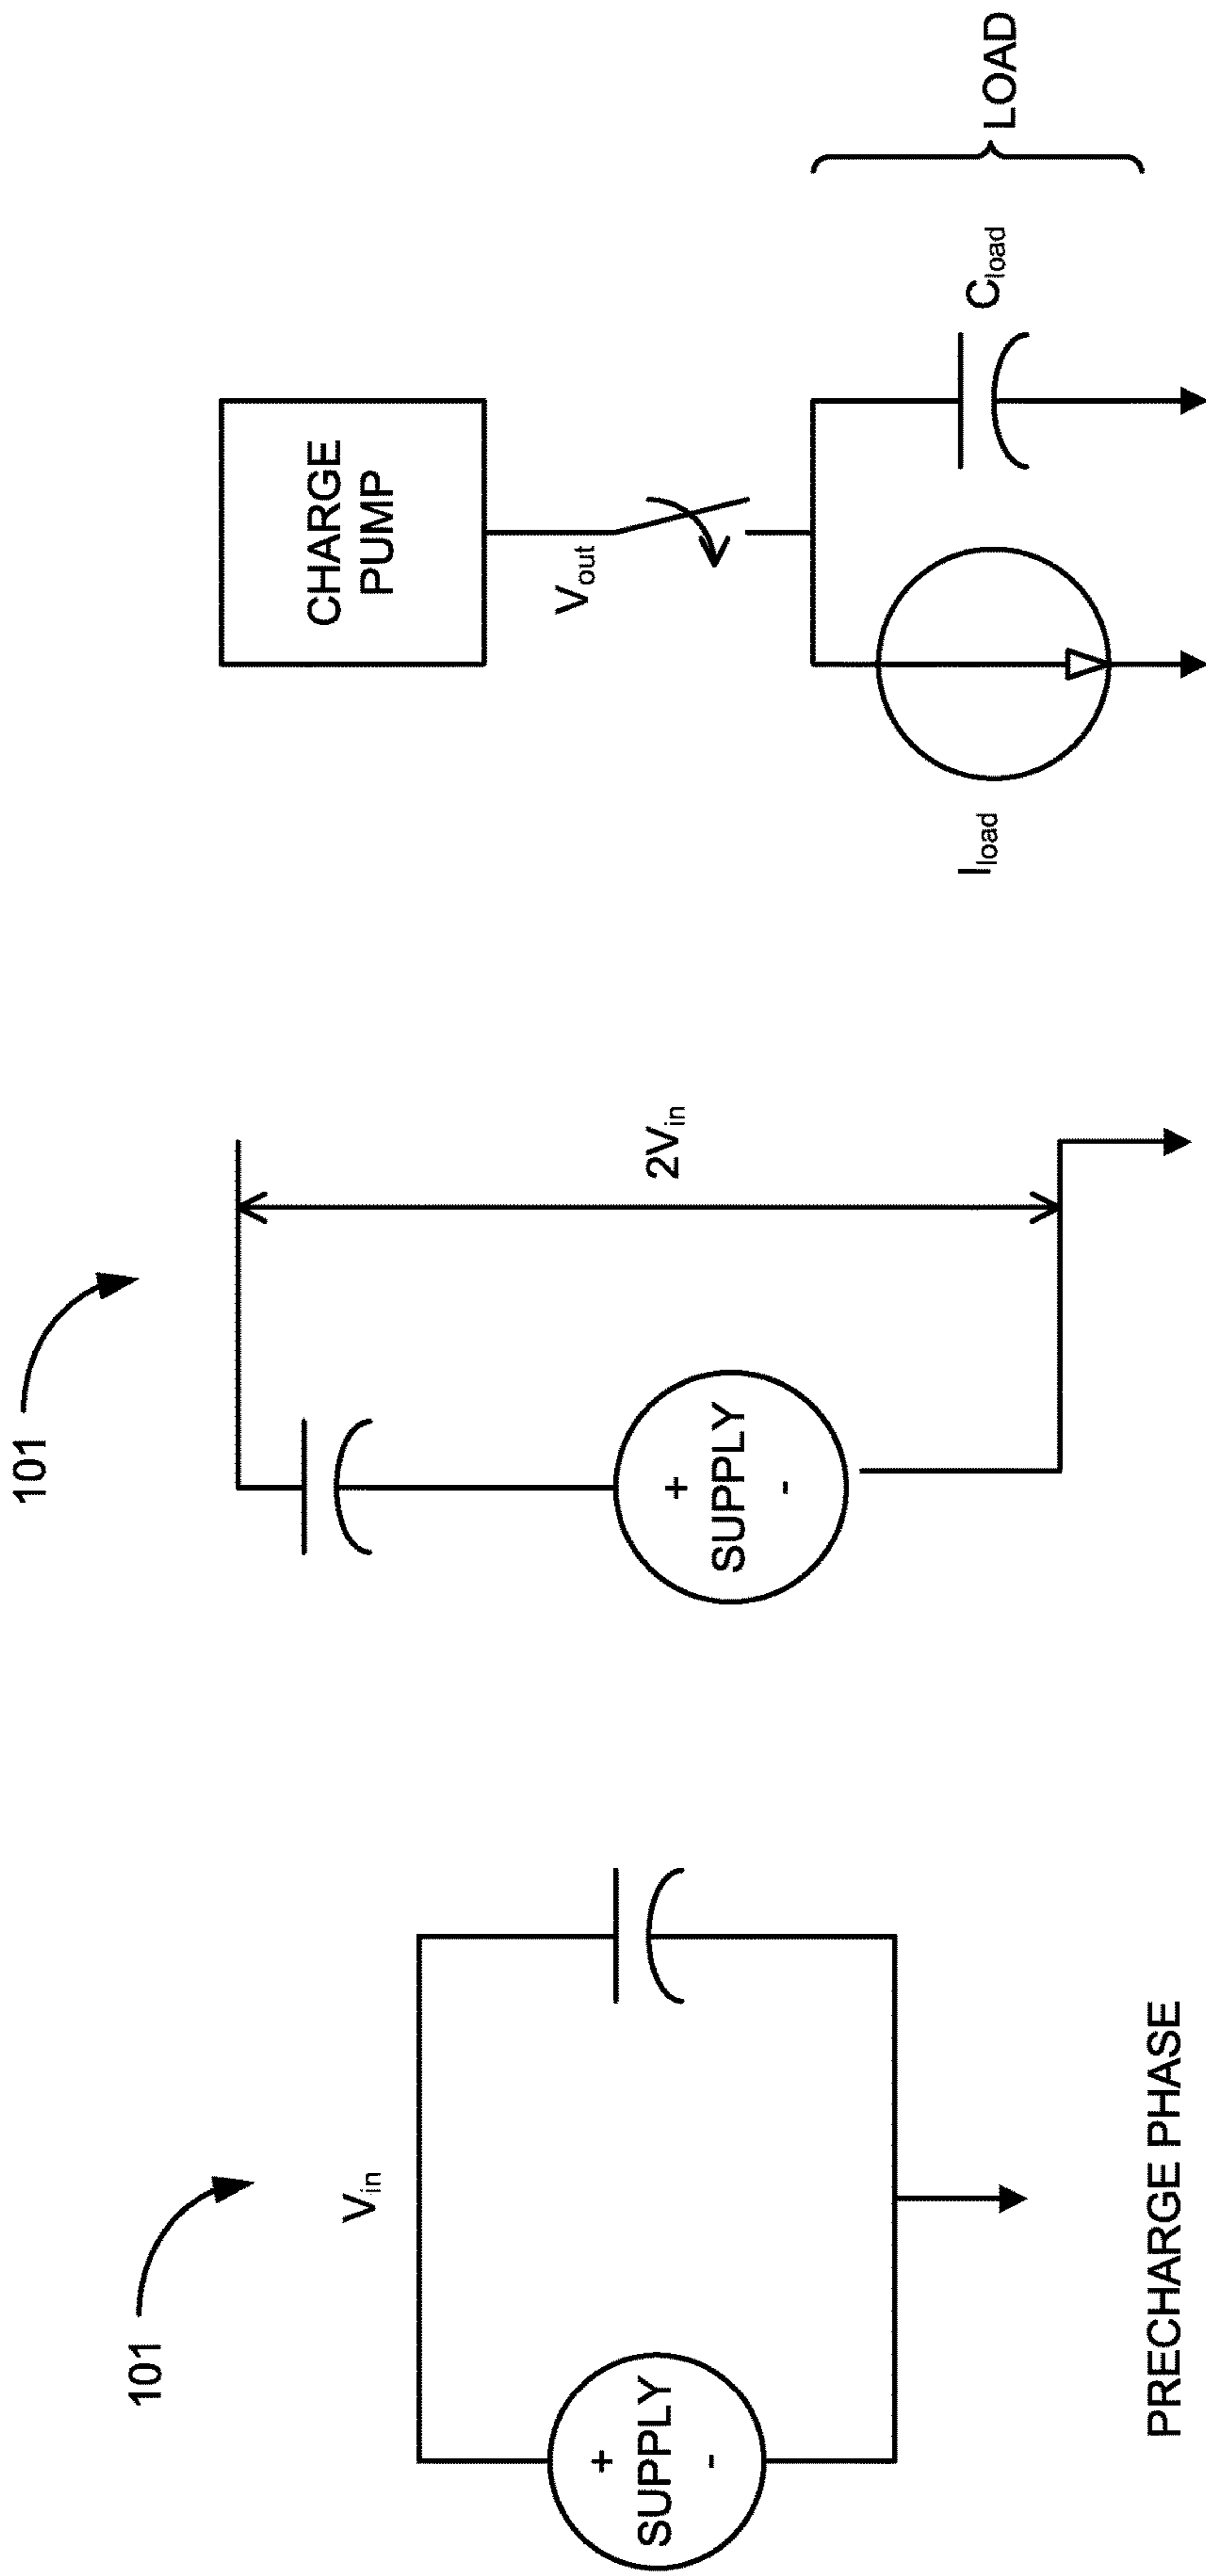 101
V_in
+
SUPPLY
-
PRECHARGE PHASE
101
+
SUPPLY
-
2V_in
CHARGE
PUMP
V_out
I_load
C_load
LOAD